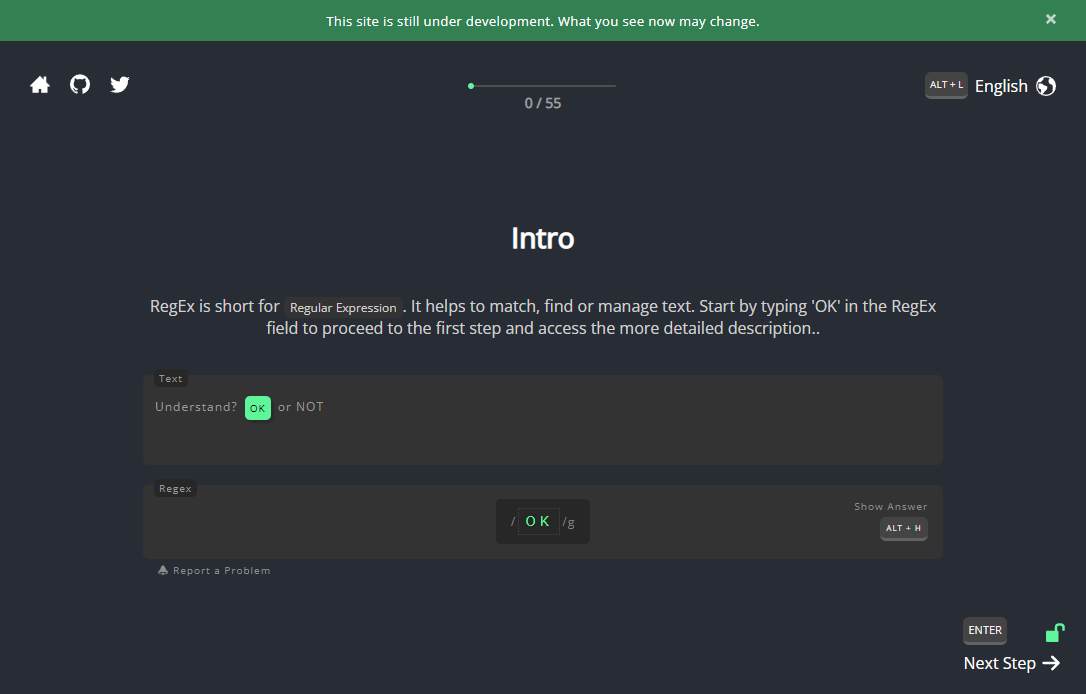 This site is still under development. What you see now may change.
×
ALT + L English
0 / 55
Intro
RegEx is short for Regular Expression. It helps to match, find or manage text. Start by typing 'OK' in the RegEx
field to proceed to the first step and access the more detailed description..
Text
Understand? OK or NOT
Regex
/ OK /g
Show Answer
ALT + H
Report a Problem
ENTER
Next Step